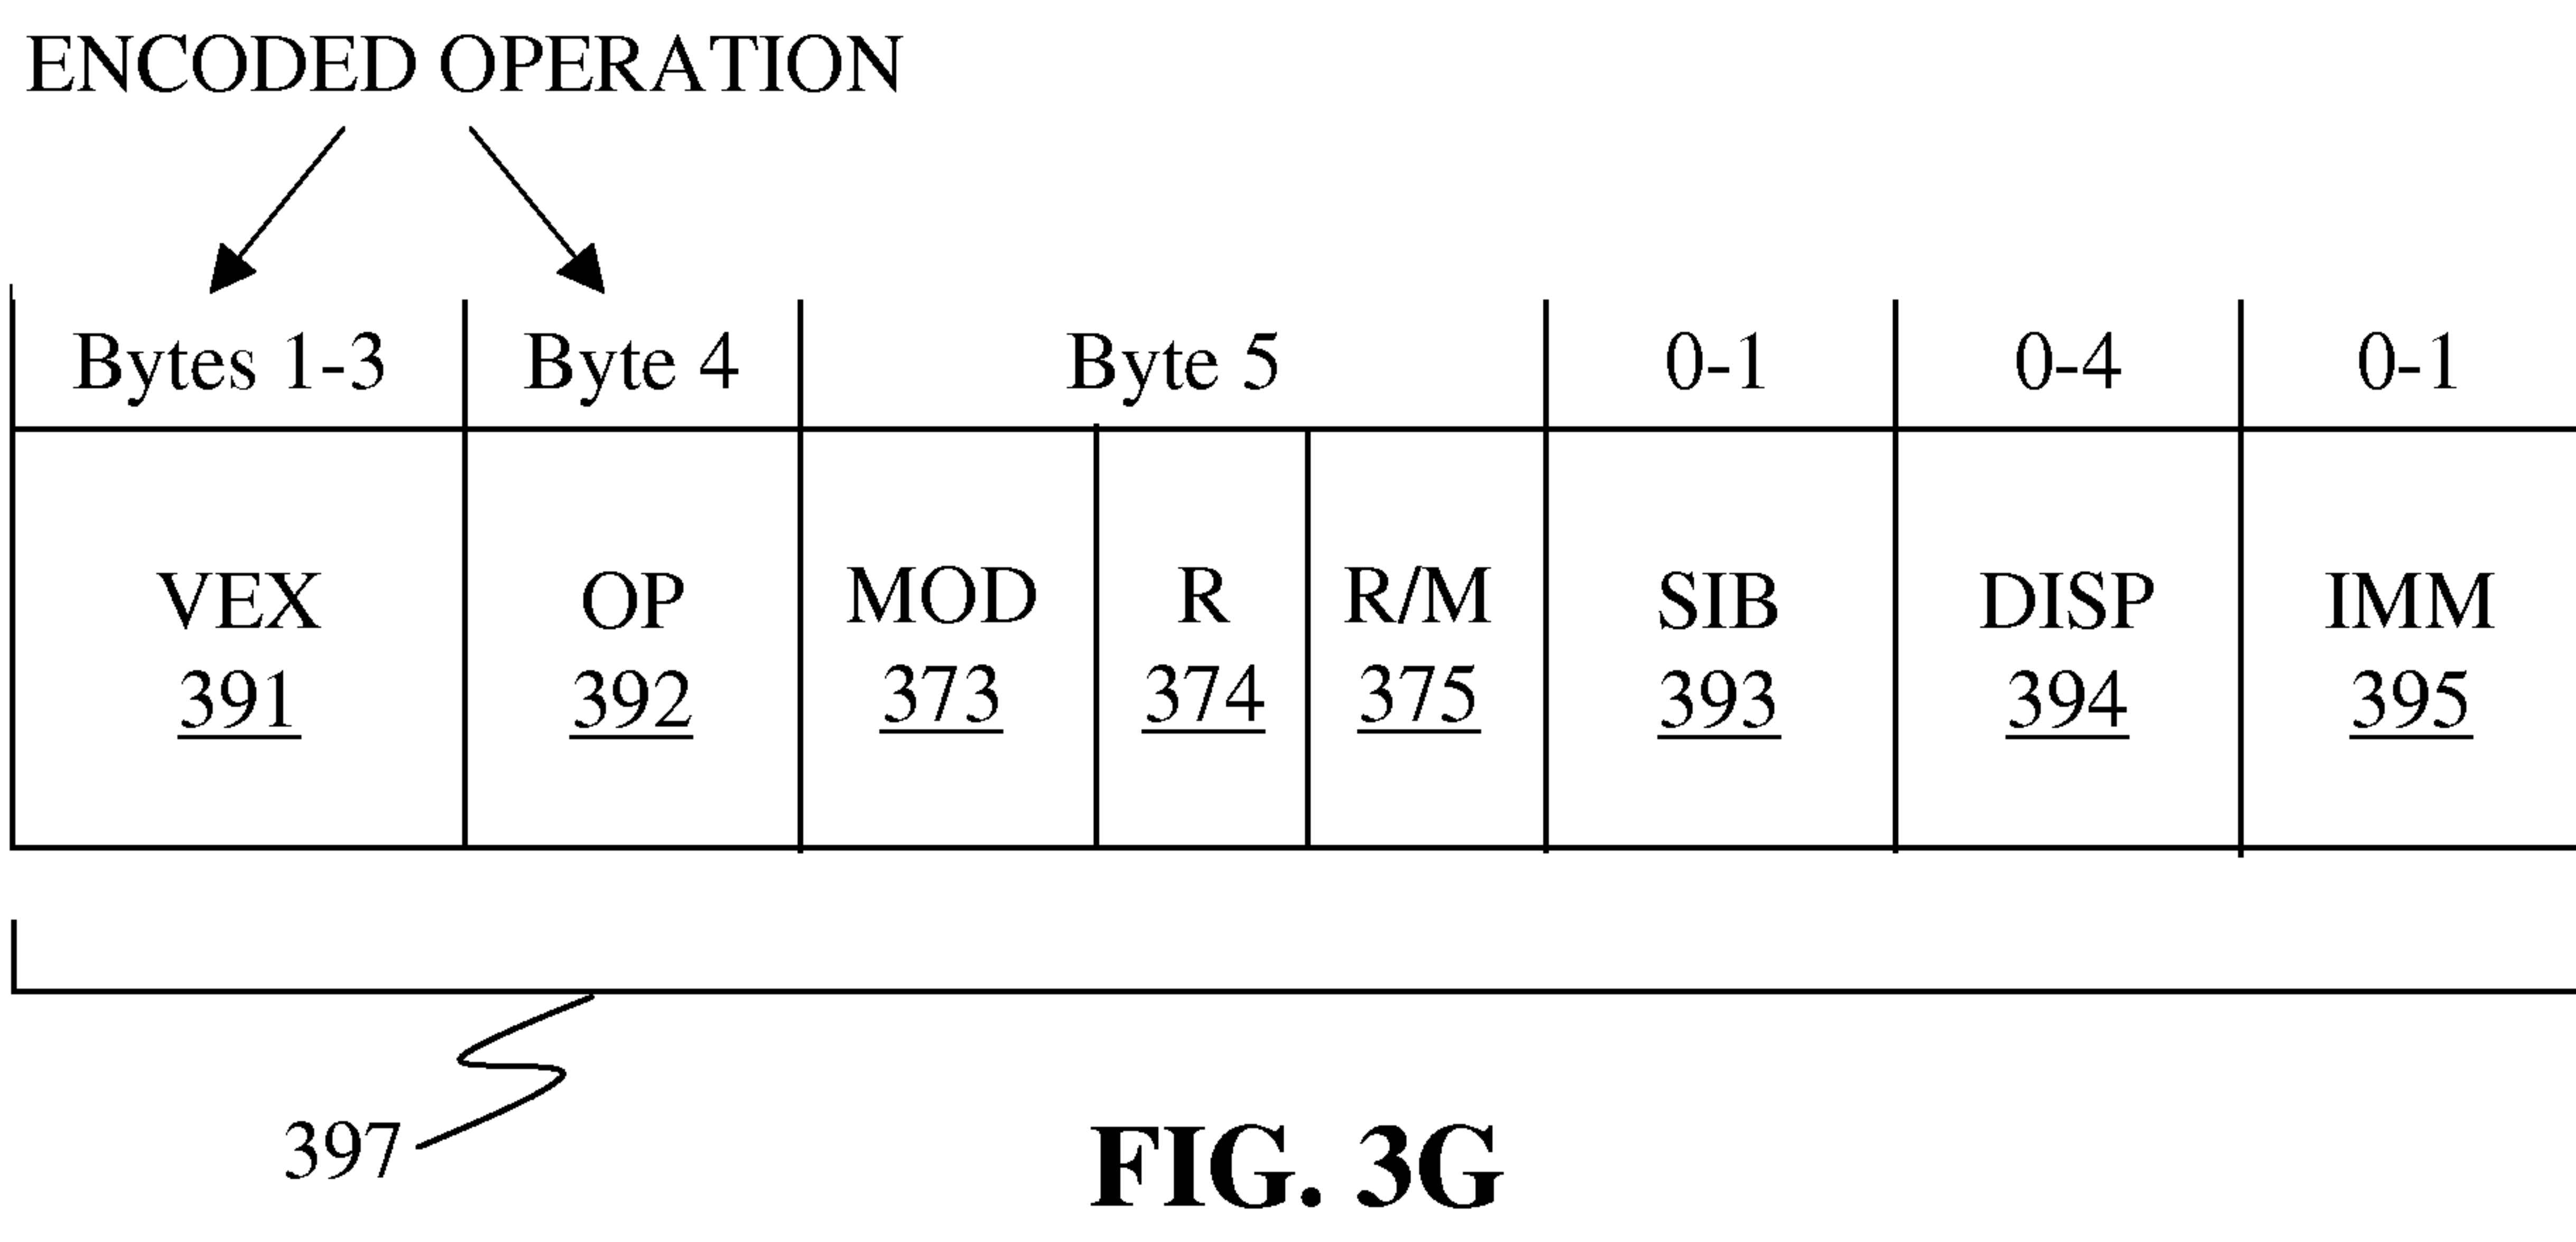 ENCODED OPERATION
Bytes 1-3 Byte 4 Byte 5 0-1 0-4 0-1
VEX OP MOD R R/M SIB DISP IMM
391 392 373 374 375 393 394 395
397
FIG. 3G